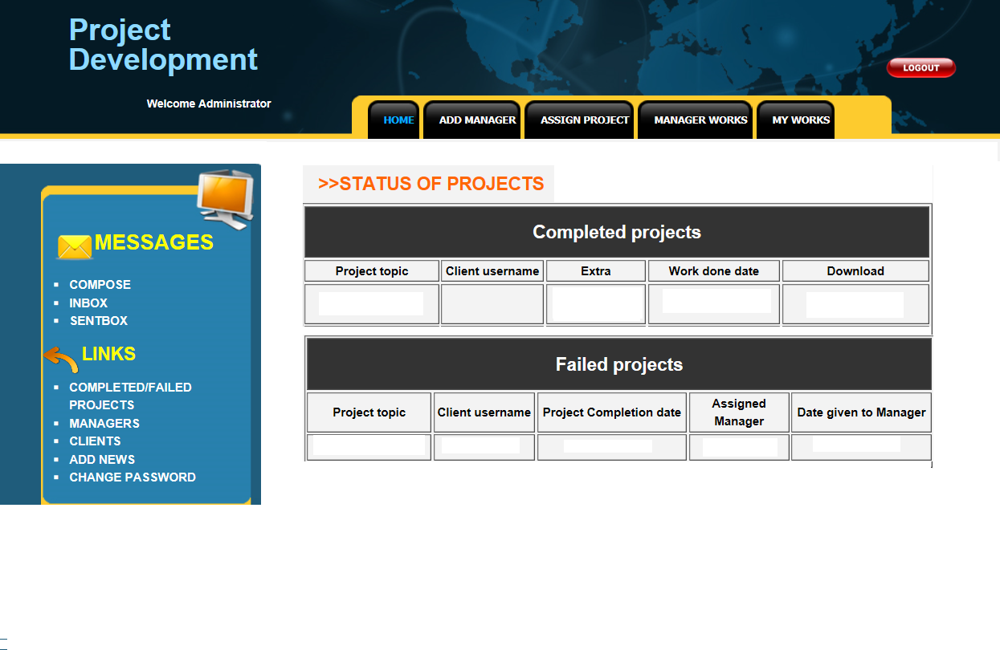 Project
Development
LOGOUT
Welcome Administrator
HOME
ADD MANAGER
ASSIGN PROJECT
MANAGER WORKS
MY WORKS
MESSAGES
COMPOSE
INBOX
SENTBOX
LINKS
COMPLETED/FAILED
PROJECTS
MANAGERS
CLIENTS
ADD NEWS
CHANGE PASSWORD
>>STATUS OF PROJECTS
Completed projects
Project topic
Client username
Extra
Work done date
Download
Failed projects
Project topic
Client username
Project Completion date
Assigned
Manager
Date given to Manager